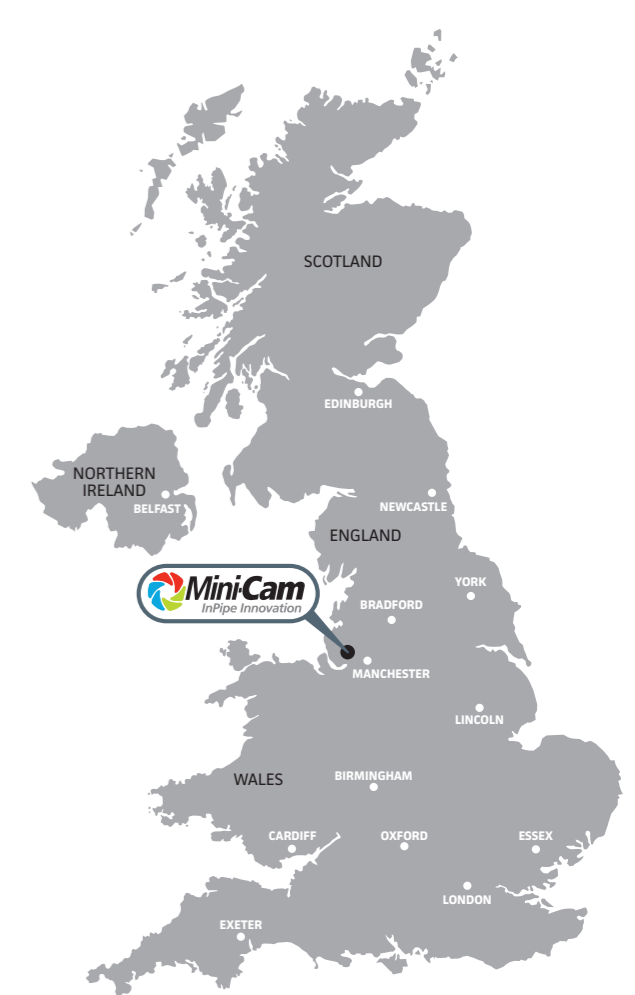 SCOTLAND
EDINBURGH
NORTHERN
IRELAND
BELFAST
NEWCASTLE
ENGLAND
Mini-Cam
InPipe Innovation
YORK
BRADFORD
MANCHESTER
LINCOLN
WALES
BIRMINGHAM
CARDIFF
OXFORD
ESSEX
LONDON
EXETER